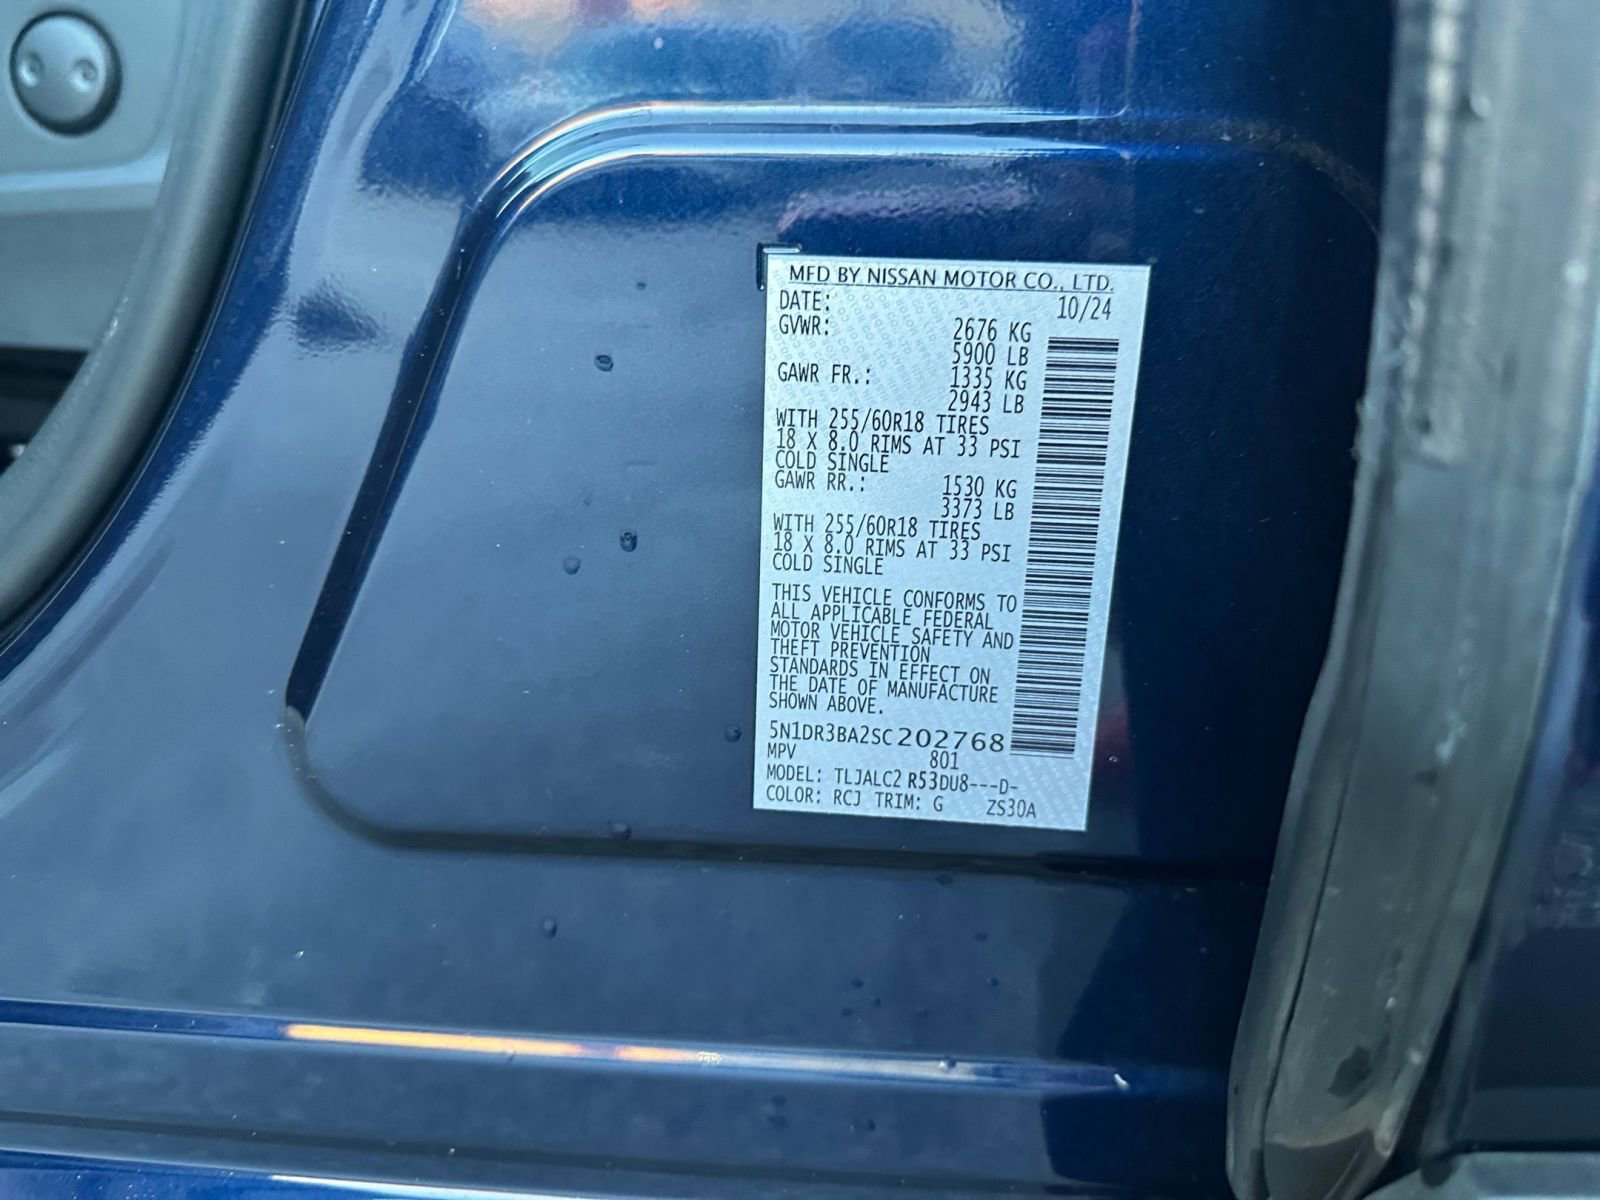 MFD BY NISSAN MOTOR CO., LTD.
DATE: 10/24
GVWR: 2676 KG
5900 LB
GAWR FR.: 1335 KG
2943 LB
WITH 255/60R18 TIRES
18 X 8.0 RIMS AT 33 PSI
COLD SINGLE
GAWR RR.: 1530 KG
3373 LB
WITH 255/60R18 TIRES
18 X 8.0 RIMS AT 33 PSI
COLD SINGLE
THIS VEHICLE CONFORMS TO
ALL APPLICABLE FEDERAL
MOTOR VEHICLE SAFETY AND
THEFT PREVENTION
STANDARDS IN EFFECT ON
THE DATE OF MANUFACTURE
SHOWN ABOVE.
5N1DR3BA2SC202768
MPV 801
MODEL: TLJALC2 R53DU8---D-
COLOR: RCJ TRIM: G ZS30A